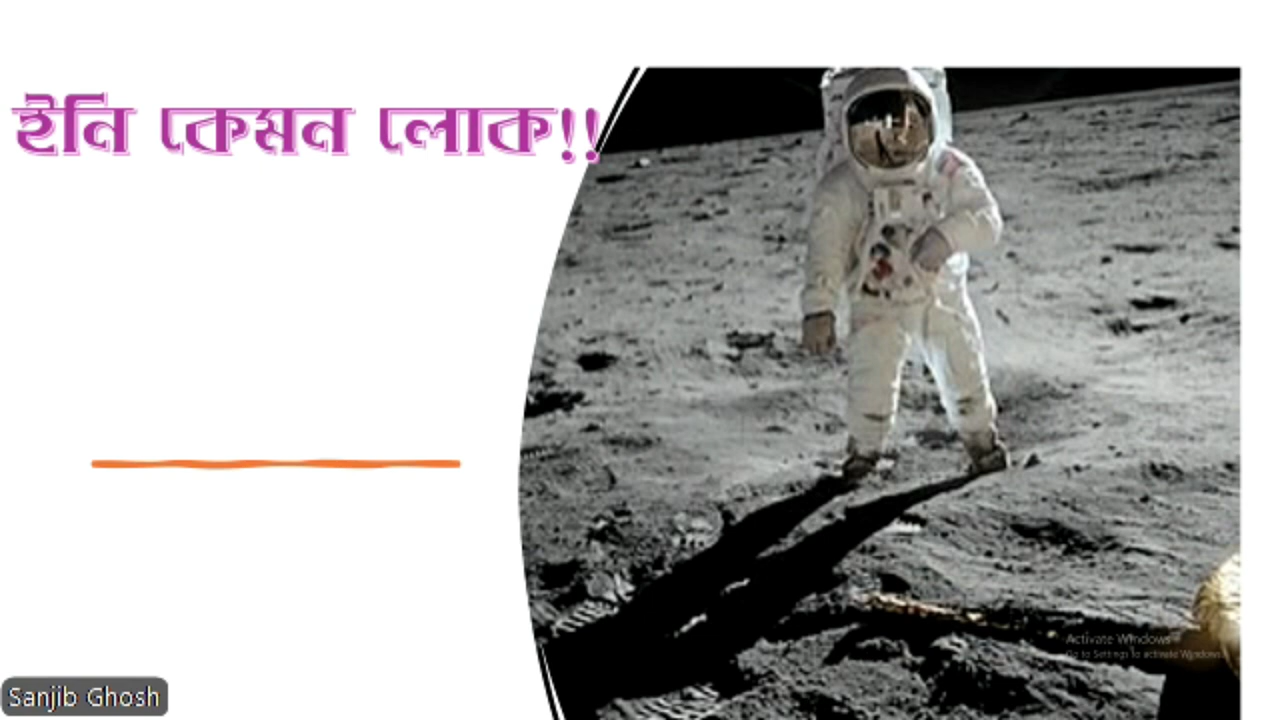 ইনি কেমন লোক!!
Activate Windows
Go to Settings to activate Windows.
Sanjib Ghosh